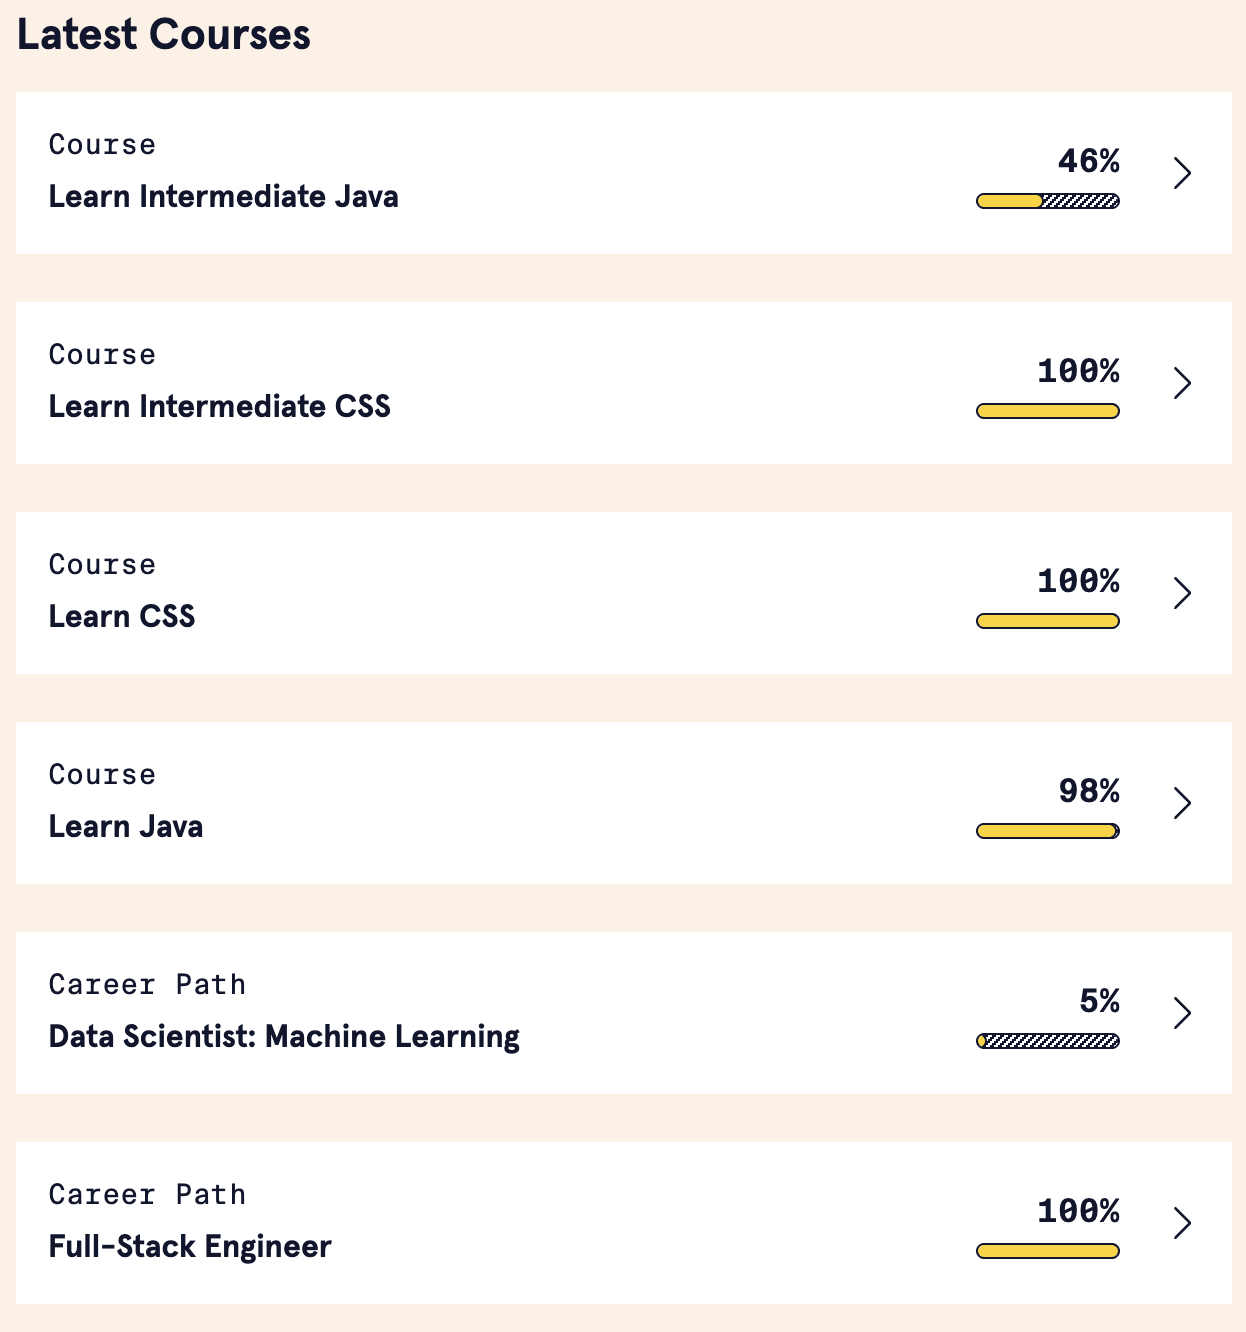 Latest Courses
Course
Learn Intermediate Java
46%
Course
Learn Intermediate CSS
100%
Course
Learn CSS
100%
Course
Learn Java
98%
Career Path
Data Scientist: Machine Learning
5%
Career Path
Full-Stack Engineer
100%